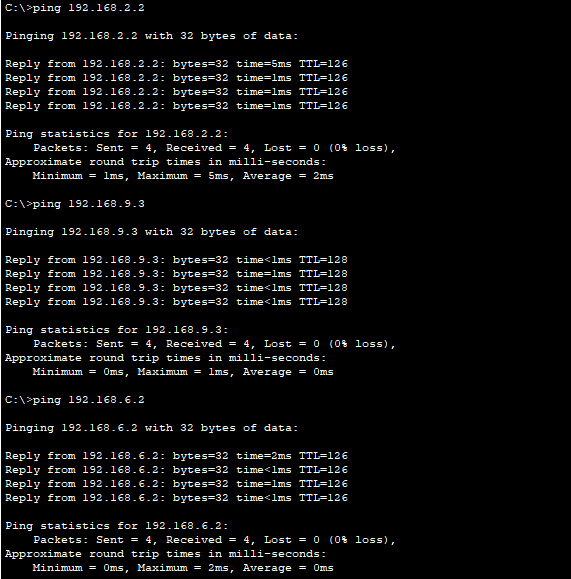 C:\>ping 192.168.2.2
Pinging 192.168.2.2 with 32 bytes of data:
Reply from 192.168.2.2: bytes=32 time=5ms TTL=126
Reply from 192.168.2.2: bytes=32 time=1ms TTL=126
Reply from 192.168.2.2: bytes=32 time=1ms TTL=126
Reply from 192.168.2.2: bytes=32 time=1ms TTL=126
Ping statistics for 192.168.2.2:
Packets: Sent = 4, Received = 4, Lost = 0 (0% loss),
Approximate round trip times in milli-seconds:
Minimum = 1ms, Maximum = 5ms, Average = 2ms
C:\>ping 192.168.9.3
Pinging 192.168.9.3 with 32 bytes of data:
Reply from 192.168.9.3: bytes=32 time<1ms TTL=128
Reply from 192.168.9.3: bytes=32 time<1ms TTL=128
Reply from 192.168.9.3: bytes=32 time<1ms TTL=128
Reply from 192.168.9.3: bytes=32 time<1ms TTL=128
Ping statistics for 192.168.9.3:
Packets: Sent = 4, Received = 4, Lost = 0 (0% loss),
Approximate round trip times in milli-seconds:
Minimum = 0ms, Maximum = 1ms, Average = 0ms
C:\>ping 192.168.6.2
Pinging 192.168.6.2 with 32 bytes of data:
Reply from 192.168.6.2: bytes=32 time=2ms TTL=126
Reply from 192.168.6.2: bytes=32 time<1ms TTL=126
Reply from 192.168.6.2: bytes=32 time=1ms TTL=126
Reply from 192.168.6.2: bytes=32 time<1ms TTL=126
Ping statistics for 192.168.6.2:
Packets: Sent = 4, Received = 4, Lost = 0 (0% loss),
Approximate round trip times in milli-seconds:
Minimum = 0ms, Maximum = 2ms, Average = 0ms